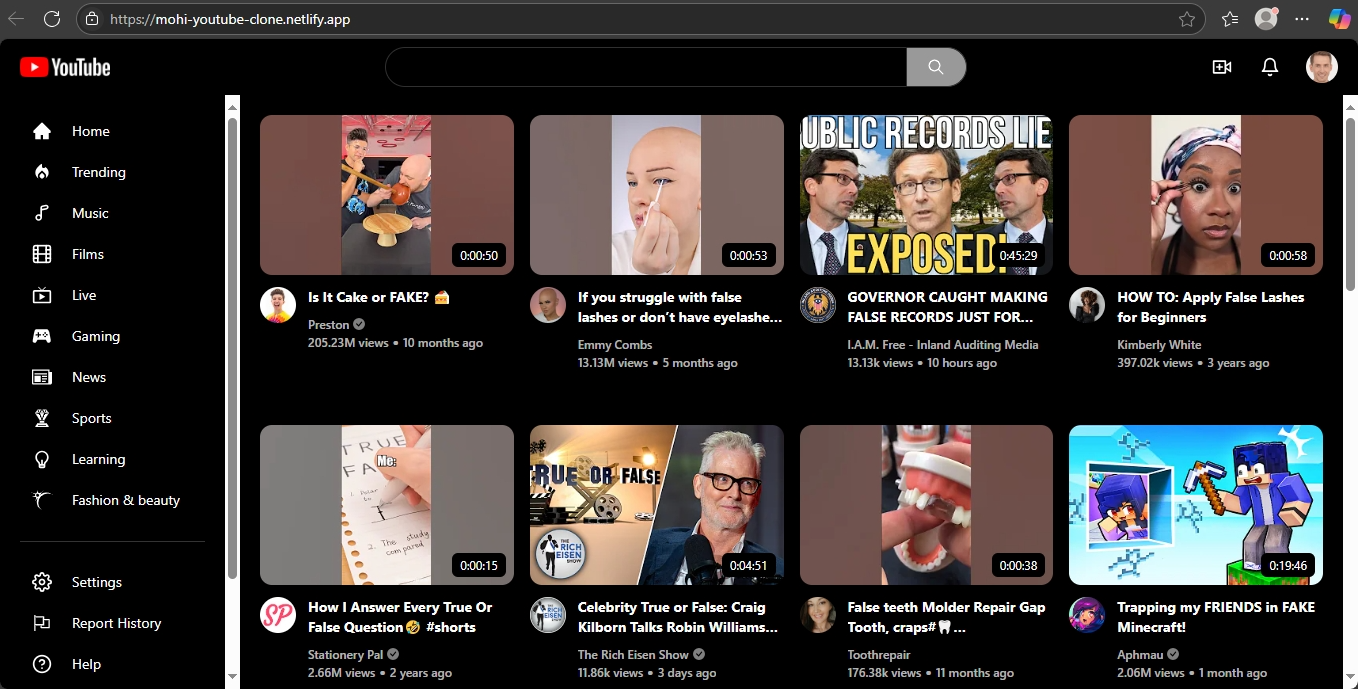 https://mohi-youtube-clone.netlify.app
YouTube
Home
Trending
Music
Films
Live
Gaming
News
Sports
Learning
Fashion & beauty
Settings
Report History
Help
0:00:50
Is It Cake or FAKE? 🍰
Preston
205.23M views • 10 months ago
0:00:53
If you struggle with false
lashes or don’t have eyelashe...
Emmy Combs
13.13M views • 5 months ago
PUBLIC RECORDS LIE
EXPOSED!
0:45:29
GOVERNOR CAUGHT MAKING
FALSE RECORDS JUST FOR...
I.A.M. Free - Inland Auditing Media
13.13k views • 10 hours ago
0:00:58
HOW TO: Apply False Lashes
for Beginners
Kimberly White
397.02k views • 3 years ago
TRUE
FA
Me:
1. I hear
to
2. The study
compared
0:00:15
SP
How I Answer Every True Or
False Question🤣 #shorts
Stationery Pal
2.66M views • 2 years ago
TRUE OR FALSE
THE
RICH
EISEN
SHOW
0:04:51
Celebrity True or False: Craig
Kilborn Talks Robin Williams...
The Rich Eisen Show
11.86k views • 3 days ago
0:00:38
False teeth Molder Repair Gap
Tooth, craps#🦷...
Toothrepair
176.38k views • 11 months ago
0:19:46
Trapping my FRIENDS in FAKE
Minecraft!
Aphmau
2.06M views • 1 month ago